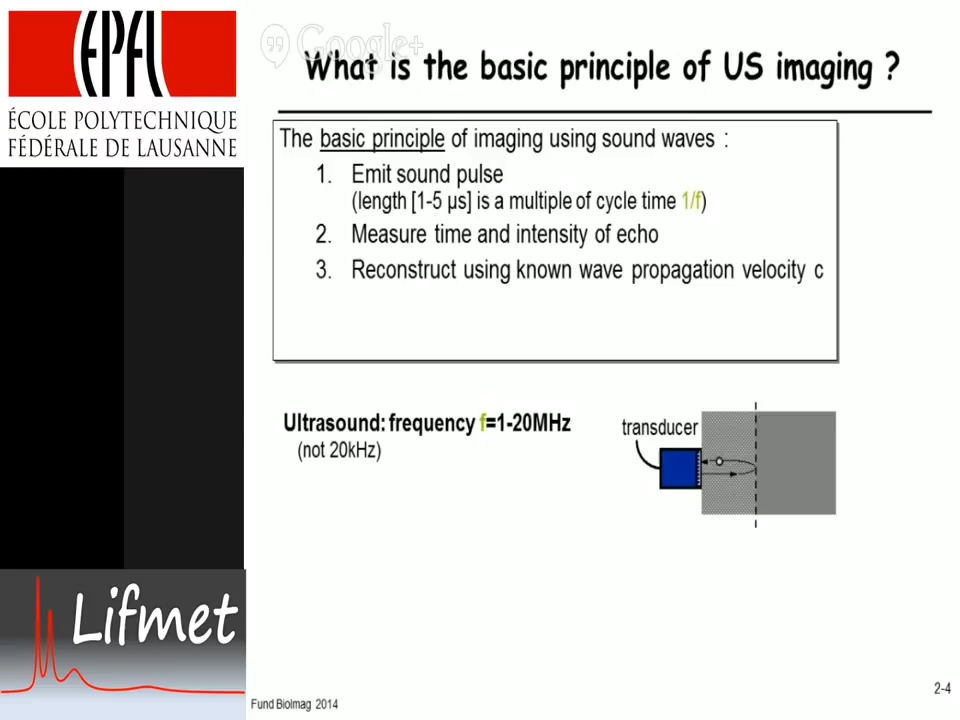 EPFL
ÉCOLE POLYTECHNIQUE
FÉDÉRALE DE LAUSANNE
Google+
What is the basic principle of US imaging ?
The basic principle of imaging using sound waves :
1. Emit sound pulse
(length [1-5 µs] is a multiple of cycle time 1/f)
2. Measure time and intensity of echo
3. Reconstruct using known wave propagation velocity c
Ultrasound: frequency f=1-20MHz
(not 20kHz)
transducer
Lifmet
Fund BioImag 2014
2-4